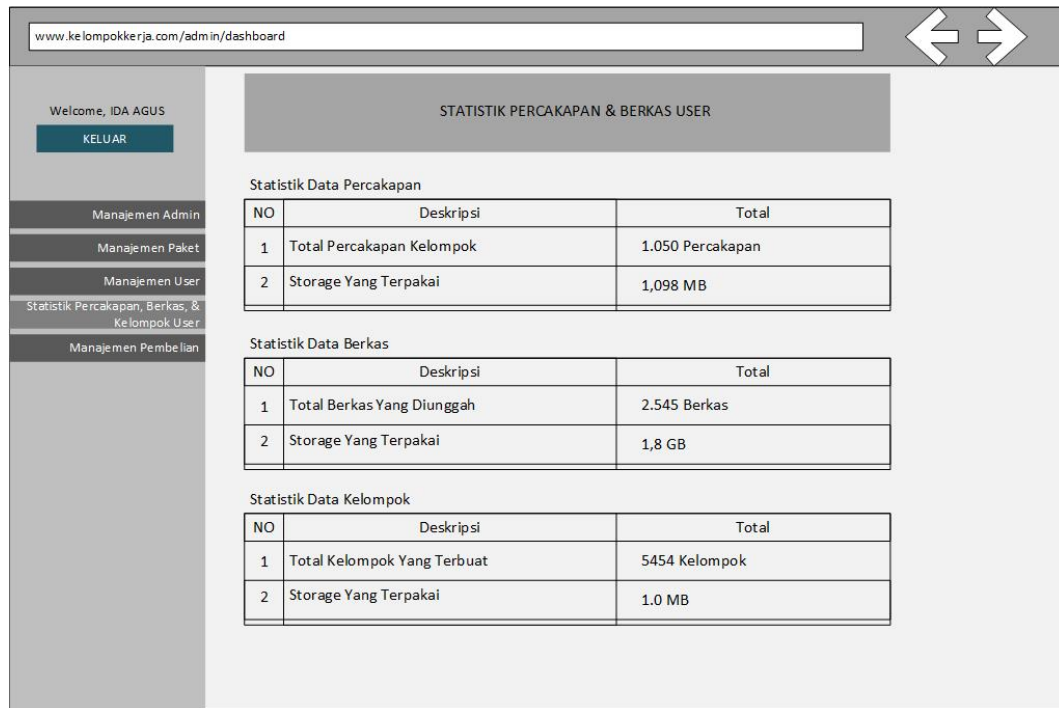 www.kelompokkerja.com/admin/dashboard
Welcome, IDA AGUS
KELUAR
Manajemen Admin
Manajemen Paket
Manajemen User
Statistik Percakapan, Berkas, &
Kelompok User
Manajemen Pembelian
STATISTIK PERCAKAPAN & BERKAS USER
Statistik Data Percakapan
NO Deskripsi Total
1 Total Percakapan Kelompok 1.050 Percakapan
2 Storage Yang Terpakai 1,098 MB
Statistik Data Berkas
NO Deskripsi Total
1 Total Berkas Yang Diunggah 2.545 Berkas
2 Storage Yang Terpakai 1,8 GB
Statistik Data Kelompok
NO Deskripsi Total
1 Total Kelompok Yang Terbuat 5454 Kelompok
2 Storage Yang Terpakai 1.0 MB